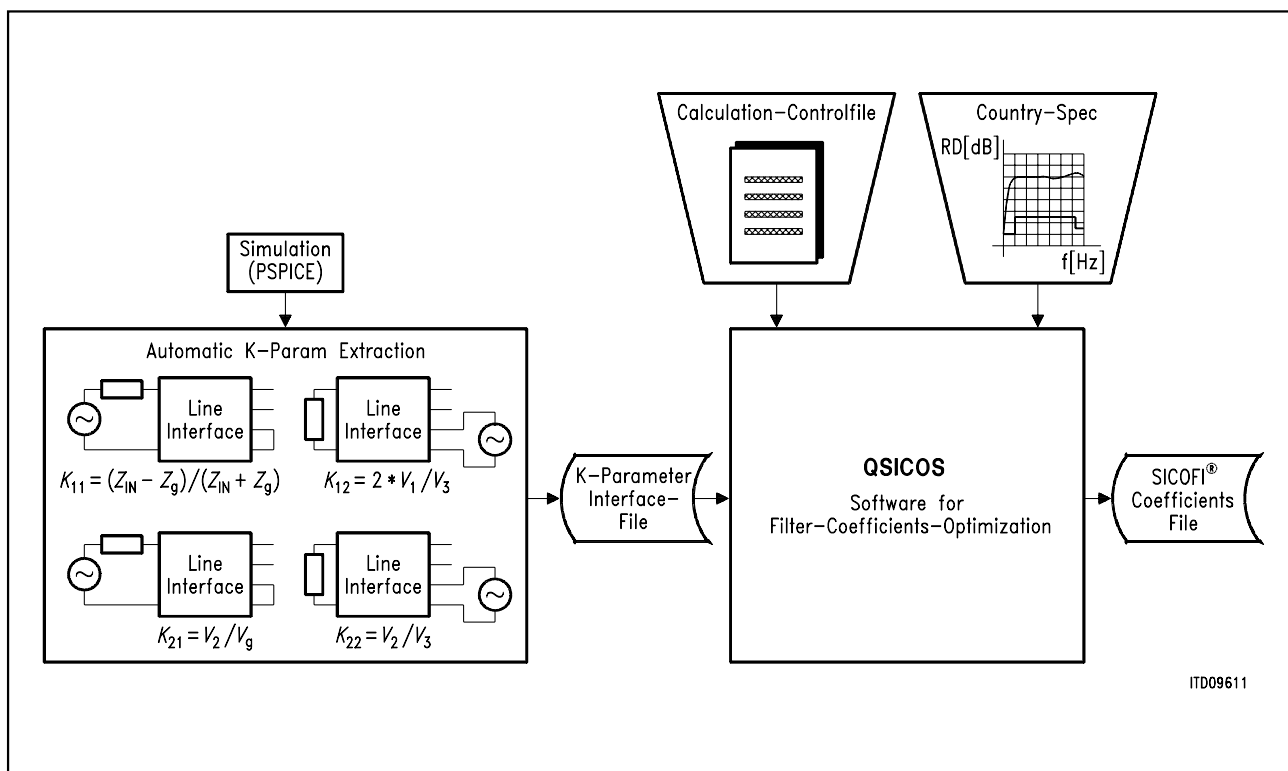 Calculation-Controlfile
Country-Spec
RD[dB]
f[Hz]
Simulation
(PSPICE)
Automatic K-Param Extraction
Line
Interface
Line
Interface
K11 = (ZIN − Zg)/(ZIN + Zg)
K12 = 2 * V1/V3
Line
Interface
Line
Interface
K21 = V2/Vg
K22 = V2/V3
K-Parameter
Interface-
File
QSICOS
Software for
Filter-Coefficients-Optimization
SICOFI®
Coefficients
File
ITD09611